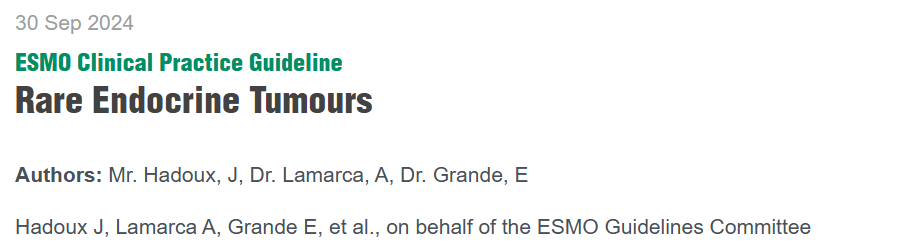 30 Sep 2024
ESMO Clinical Practice Guideline
Rare Endocrine Tumours
Authors: Mr. Hadoux, J, Dr. Lamarca, A, Dr. Grande, E
Hadoux J, Lamarca A, Grande E, et al., on behalf of the ESMO Guidelines Committee